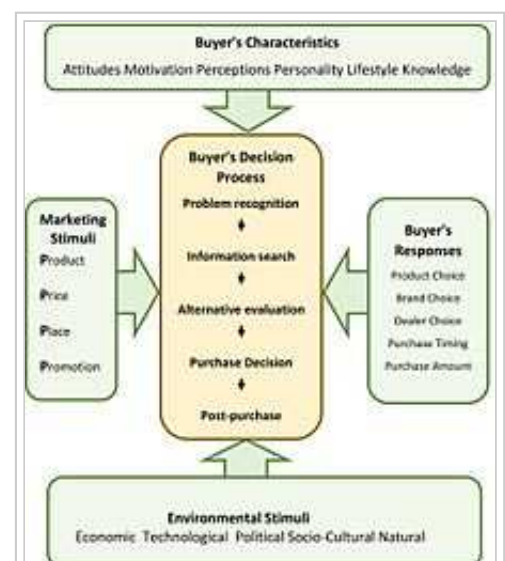 Buyer's Characteristics
Attitudes Motivation Perceptions Personality Lifestyle Knowledge
Buyer's Decision
Process
Problem recognition
Information search
Alternative evaluation
Purchase Decision
Post-purchase
Marketing
Stimuli
Product
Price
Place
Promotion
Buyer's
Responses
Product Choice
Brand Choice
Dealer Choice
Purchase Timing
Purchase Amount
Environmental Stimuli
Economic Technological Political Socio-Cultural Natural